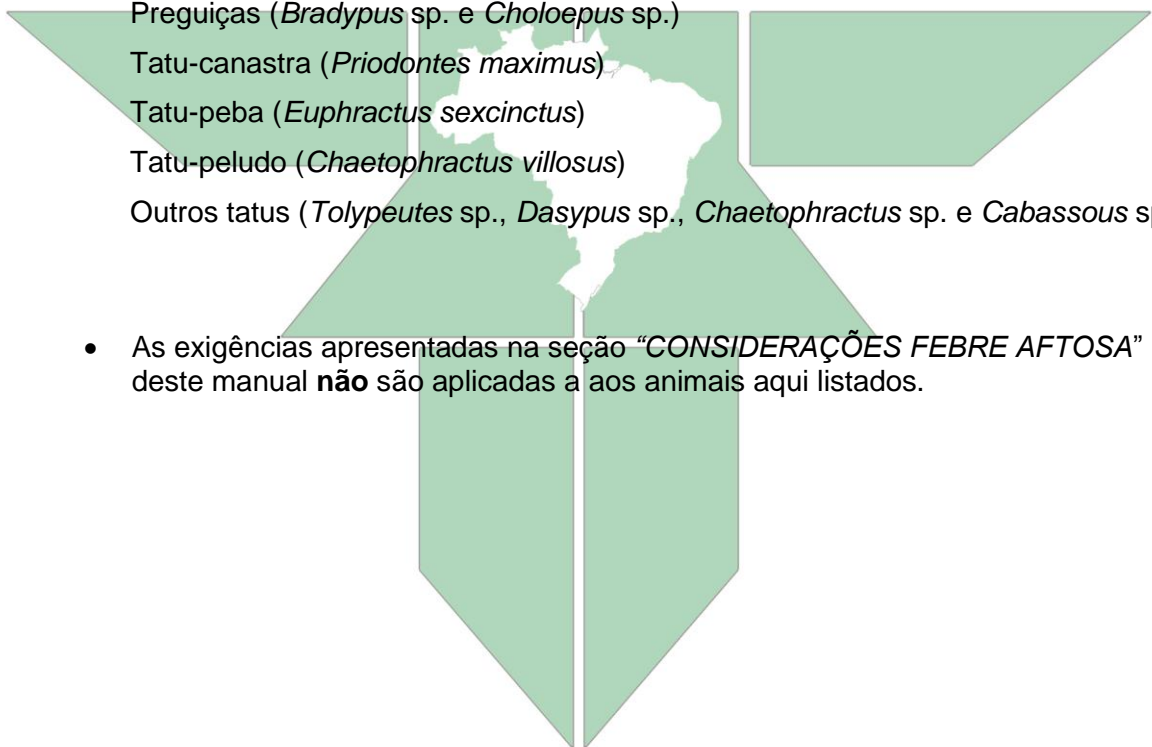 Preguiças (Bradypus sp. e Choloepus sp.)
Tatu-canastra (Priodontes maximus)
Tatu-peba (Euphractus sexcinctus)
Tatu-peludo (Chaetophractus villosus)
Outros tatus (Tolypeutes sp., Dasypus sp., Chaetophractus sp. e Cabassous
• As exigências apresentadas na seção “CONSIDERAÇÕES FEBRE AFTOSA”
deste manual não são aplicadas a aos animais aqui listados.